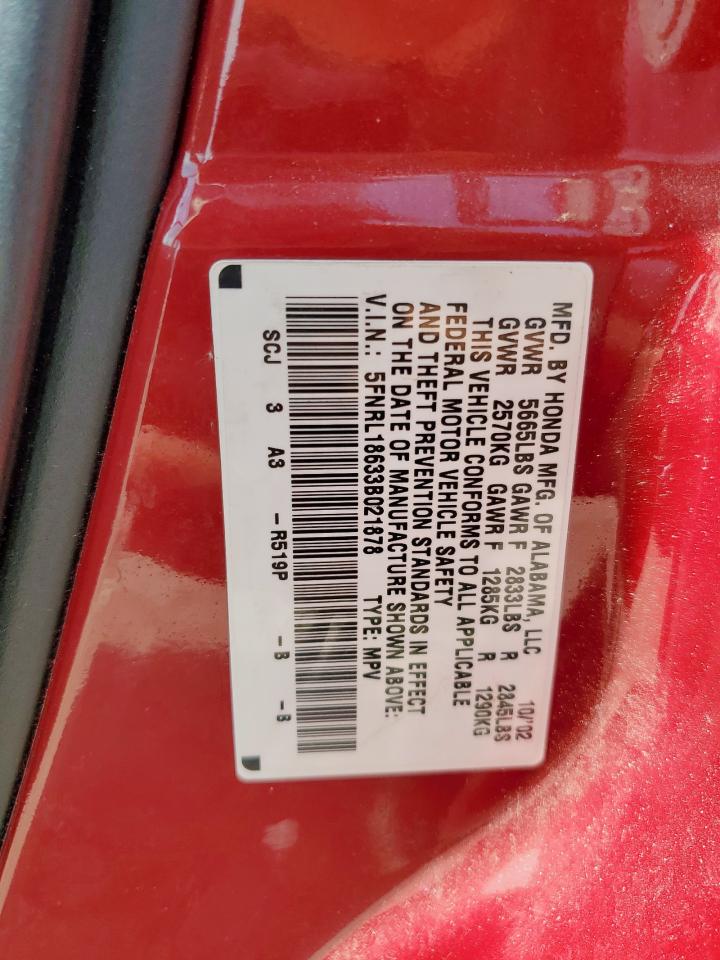 MFD. BY HONDA MFG. OF ALABAMA, LLC 10/'02
GVWR 5665LBS GAWR F 2833LBS R 2845LBS
GVWR 2570KG GAWR F 1285KG R 1290KG
THIS VEHICLE CONFORMS TO ALL APPLICABLE
FEDERAL MOTOR VEHICLE SAFETY
AND THEFT PREVENTION STANDARDS IN EFFECT
ON THE DATE OF MANUFACTURE SHOWN ABOVE.
V.I.N.: 5FNRL18633B021878 TYPE: MPV
SCJ 3 A3 -R519P -B -B